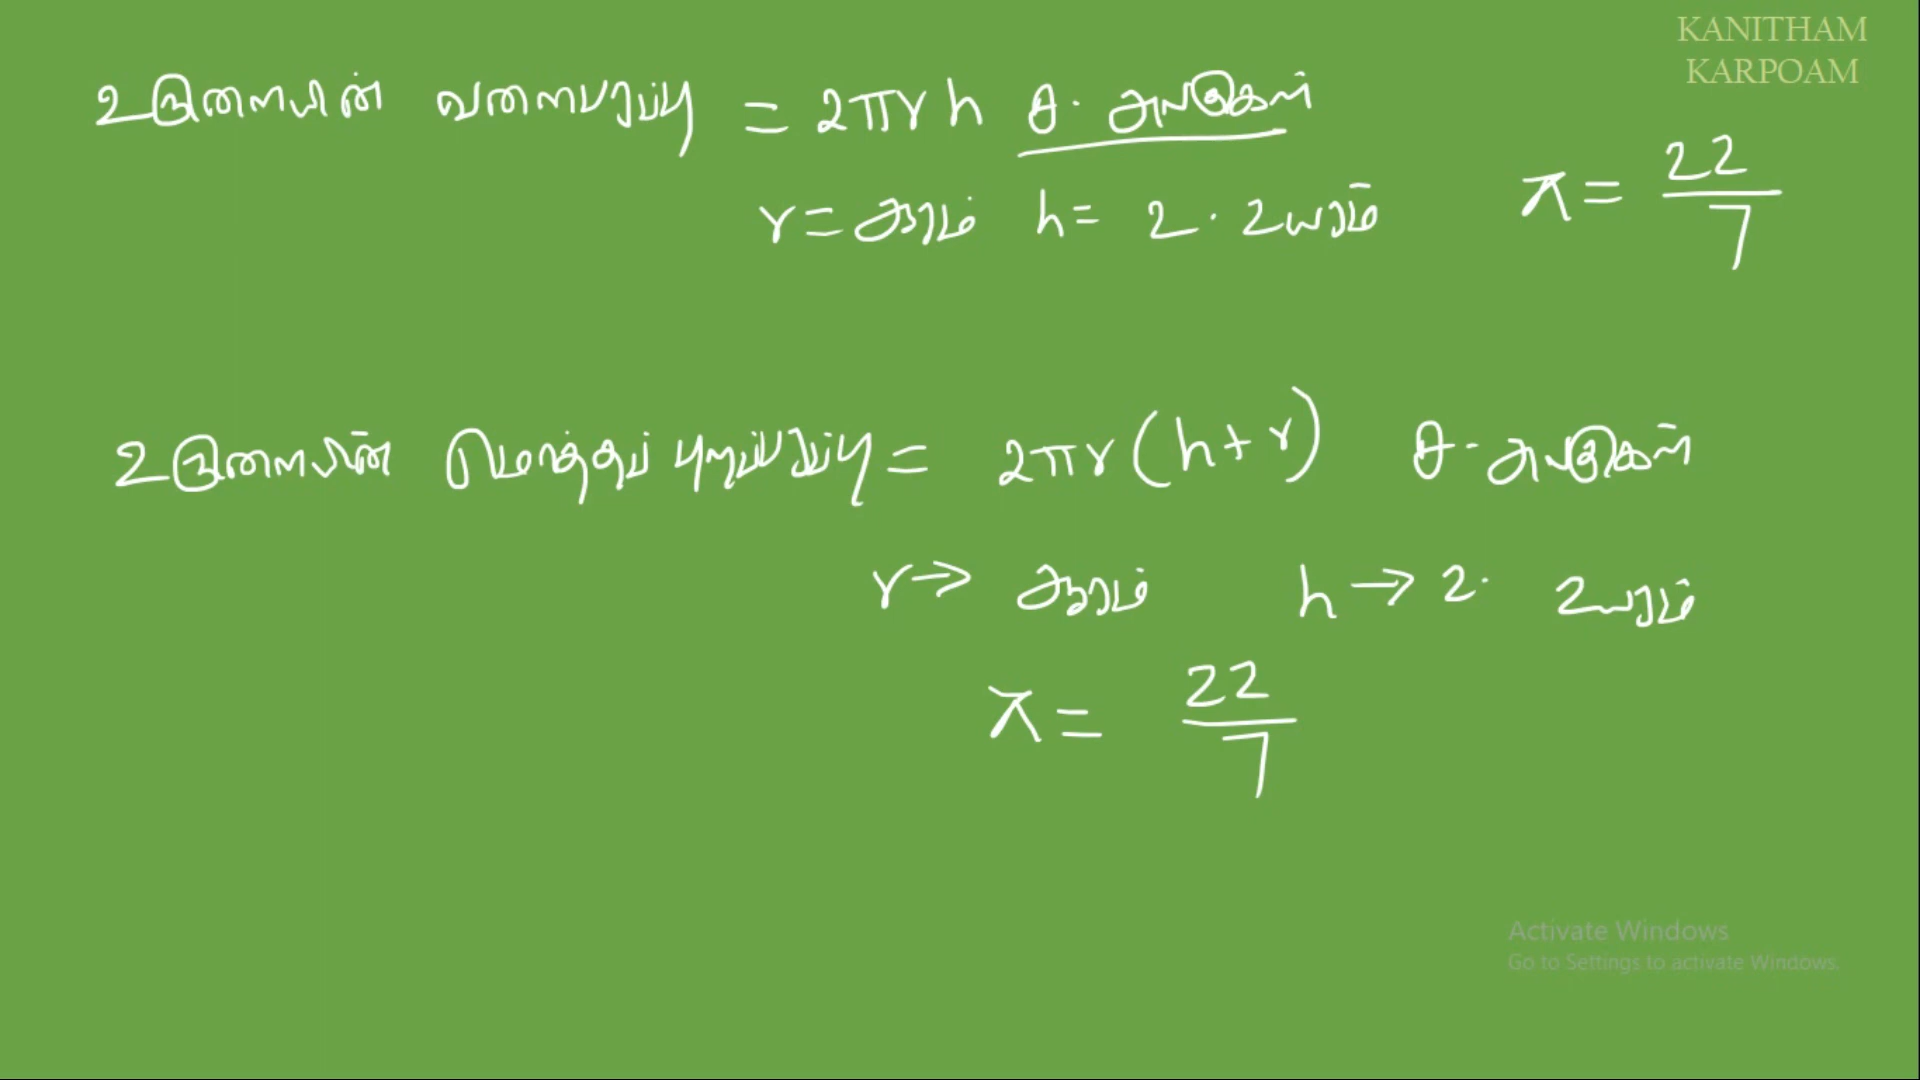 KANITHAM
KARPOAM
உருளையின் வளைபரப்பு = 2πrh ச. அலகுகள்
r = ஆரம் h = உ. உயரம் π = 22/7
உருளையின் மொத்தப் புறப்பரப்பு = 2πr(h+r) ச. அலகுகள்
r → ஆரம் h → உ. உயரம்
π = 22/7
Activate Windows
Go to Settings to activate Windows.